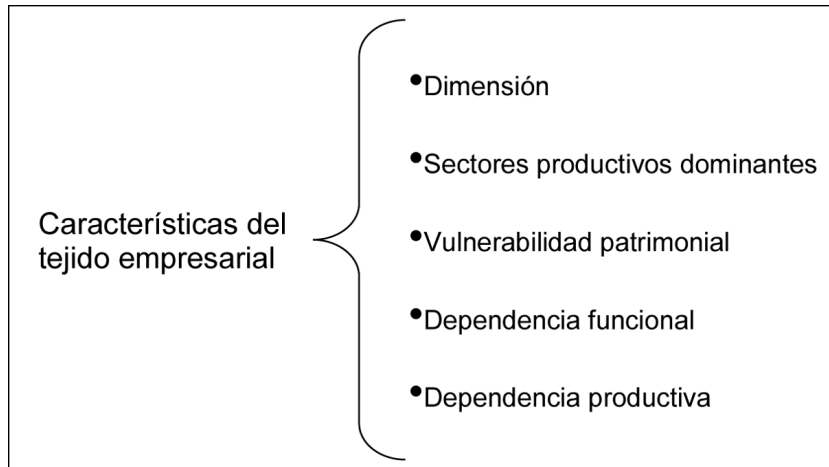 Características del
tejido empresarial
•Dimensión
•Sectores productivos dominantes
•Vulnerabilidad patrimonial
•Dependencia funcional
•Dependencia productiva